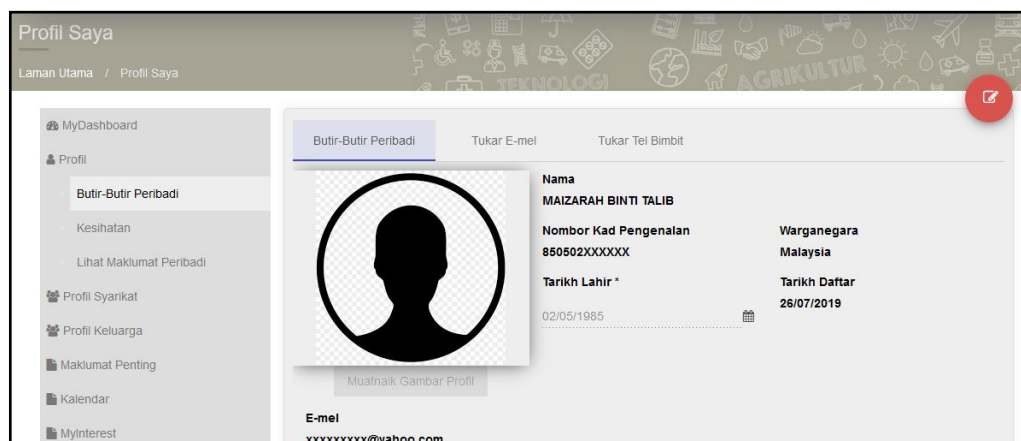 Profil Saya
Laman Utama / Profil Saya
TEKNOLOGI
AGRIKULTUR
MyDashboard
Profil
Butir-Butir Peribadi
Kesihatan
Lihat Maklumat Peribadi
Profil Syarikat
Profil Keluarga
Maklumat Penting
Kalendar
MyInterest
Butir-Butir Peribadi Tukar E-mel Tukar Tel Bimbit
Nama
MAIZARAH BINTI TALIB
Nombor Kad Pengenalan Warganegara
850502XXXXXX Malaysia
Tarikh Lahir * Tarikh Daftar
26/07/2019
02/05/1985
Muatnaik Gambar Profil
E-mel
xxxxxxxxx@yahoo.com